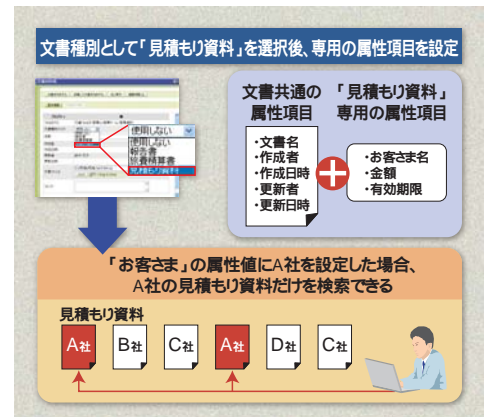 文書種別として「見積もり資料」を選択後、専用の属性項目を設定
使用しない
使用しない
報告書
旅費積算書
見積もり資料
文書共通の
属性項目
・文書名
・作成者
・作成日時
・更新者
・更新日時
「見積もり資料」
専用の属性項目
・お客さま名
・金額
・有効期限
「お客さま」の属性値にA社を設定した場合、
A社の見積もり資料だけを検索できる
見積もり資料
A社 B社 C社 A社 D社 C社